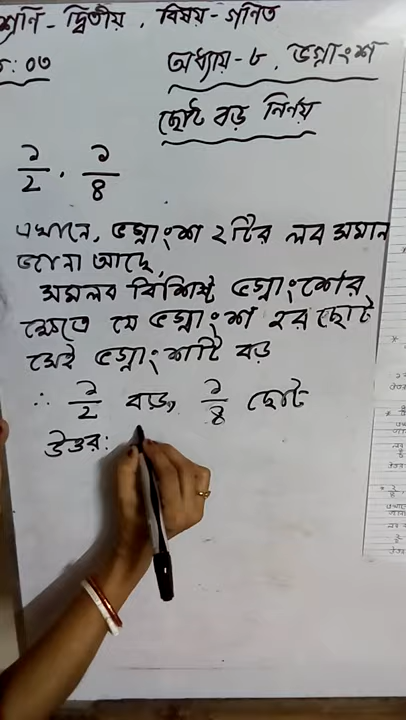 শ্রেণি - দ্বিতীয়, বিষয় - গণিত
: ০৩
অধ্যায় - ৮, ভগ্নাংশ
ছোট বড় নির্ণয়
১/২ . ১/৪
এখানে, ভগ্নাংশ ২টির লব সমান
জানা আছে,
সমলব বিশিষ্ট ভগ্নাংশের
ক্ষেত্রে যে ভগ্নাংশ হর ছোট
সেই ভগ্নাংশটি বড়
∴ ১/২ বড়, ১/৪ ছোট
উত্তর: